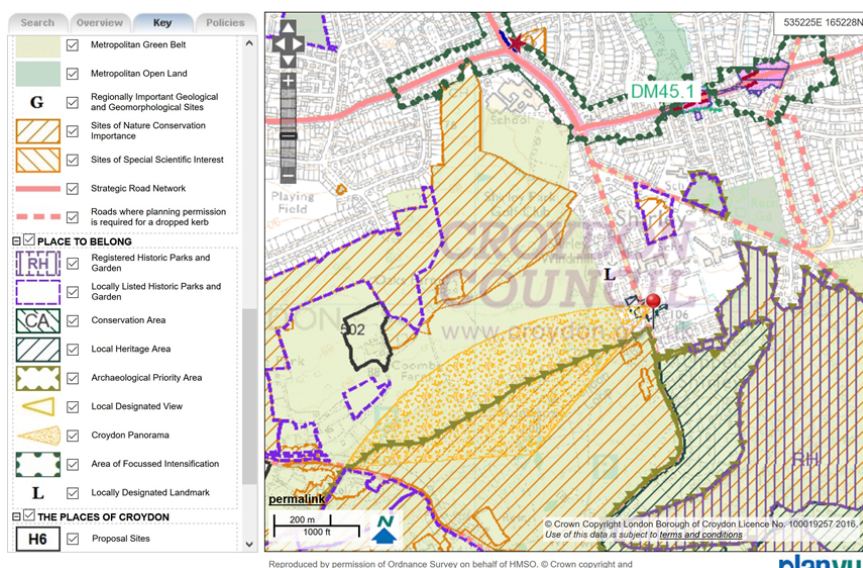 Search
Overview
Key
Policies
Metropolitan Green Belt
Metropolitan Open Land
G
Regionally Important Geological
and Geomorphological Sites
Sites of Nature Conservation
Importance
Sites of Special Scientific Interest
Strategic Road Network
Roads where planning permission
is required for a dropped kerb
PLACE TO BELONG
RH
Registered Historic Parks and
Garden
Locally Listed Historic Parks and
Garden
CA
Conservation Area
Local Heritage Area
Archaeological Priority Area
Local Designated View
Croydon Panorama
Area of Focussed Intensification
L
Locally Designated Landmark
THE PLACES OF CROYDON
H6
Proposal Sites
535225E 165228N
DM45.1
School
Playing
Field
Shirley
CROYDON
COUNCIL
L
502
106
RH
permalink
200 m
1000 ft
N
© Crown Copyright London Borough of Croydon Licence No. 100019257 2016.
Use of this data is subject to terms and conditions
Reproduced by permission of Ordnance Survey on behalf of HMSO. © Crown copyright and
planvu